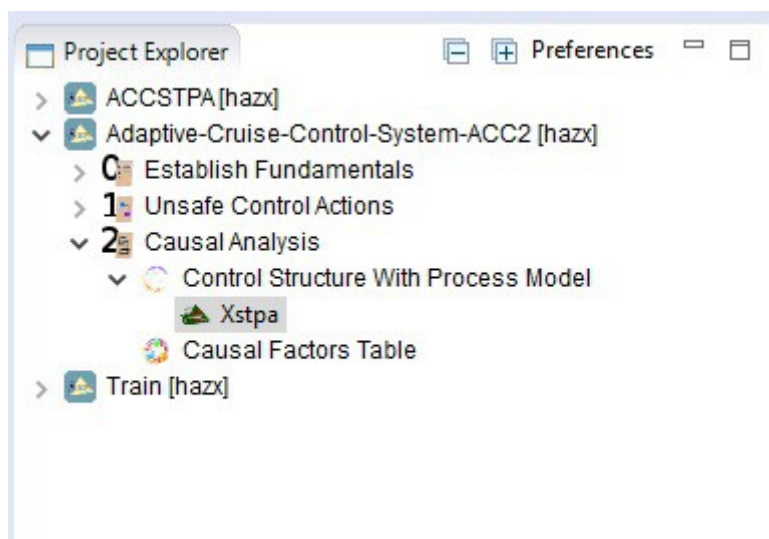 Project Explorer Preferences
ACCSTPA[hazx]
Adaptive-Cruise-Control-System-ACC2 [hazx]
0 Establish Fundamentals
1 Unsafe Control Actions
2 Causal Analysis
Control Structure With Process Model
Xstpa
Causal Factors Table
Train [hazx]